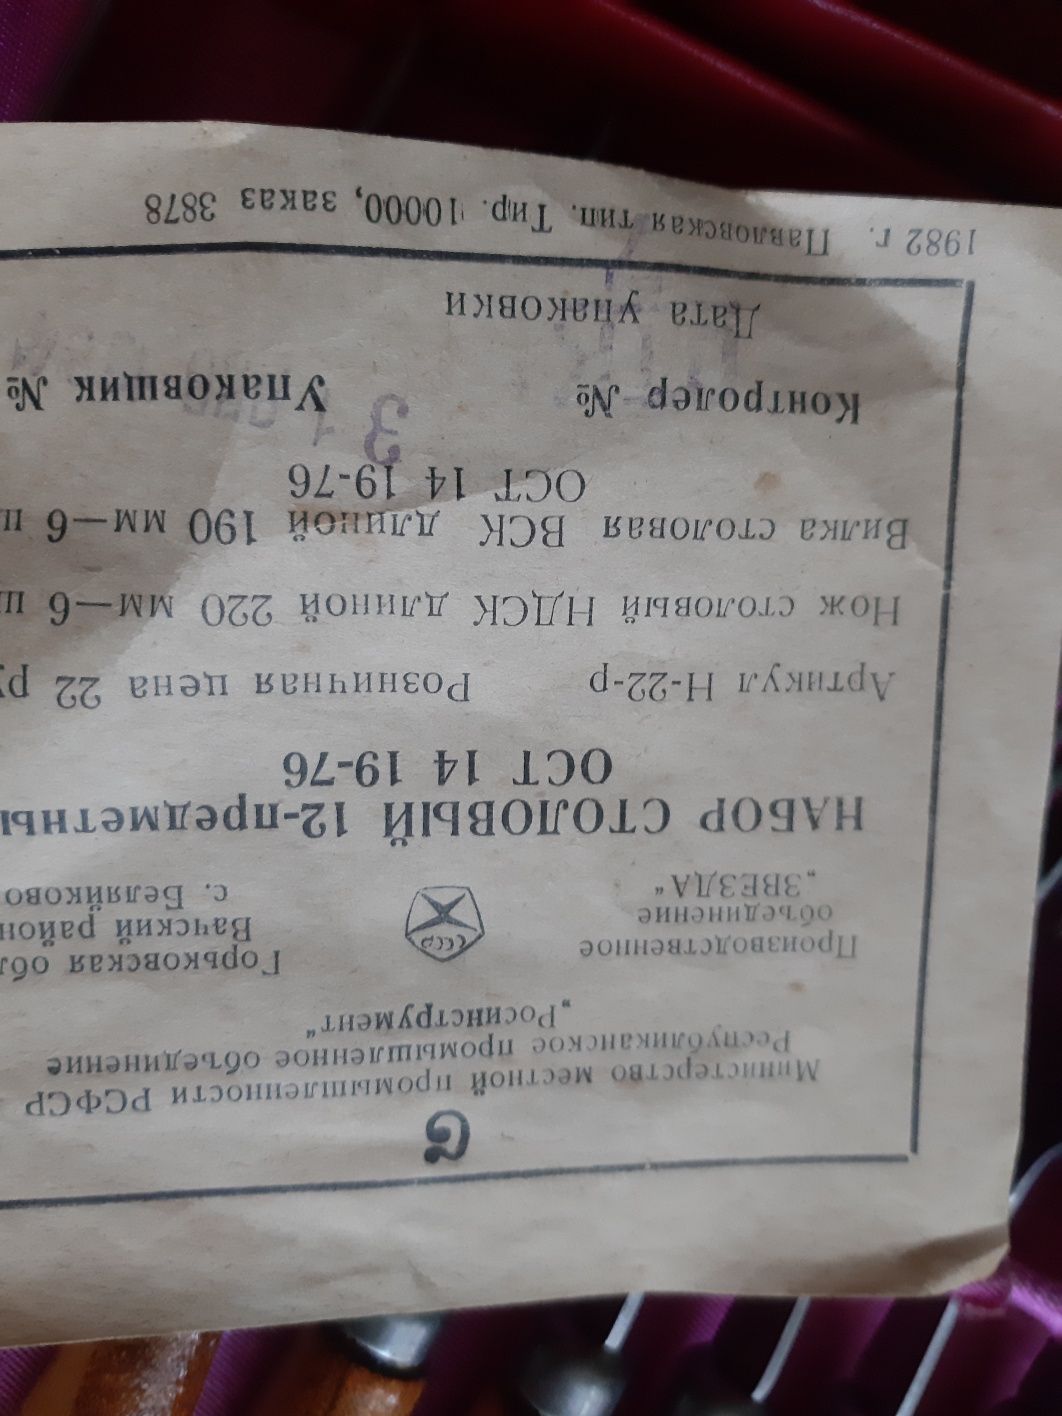 Министерство местной промышленности РСФСР
Республиканское промышленное объединение
„Росинструмент“
Производственное
объединение
„ЗВЕЗДА“
СССР
Горьковская обл
Вачский район
с. Беляйково
НАБОР СТОЛОВЫЙ 12-предметны
ОСТ 14 19-76
Артикул Н-22-р Розничная цена 22 ру
Нож столовый НДСК длиной 220 мм—6 ш
Вилка столовая ВСК длиной 190 мм—6 ш
ОСТ 14 19-76
Контролер № Упаковщик №
Дата упаковки
1982 г. Павловская тип. Тир. 10000, заказ 3878